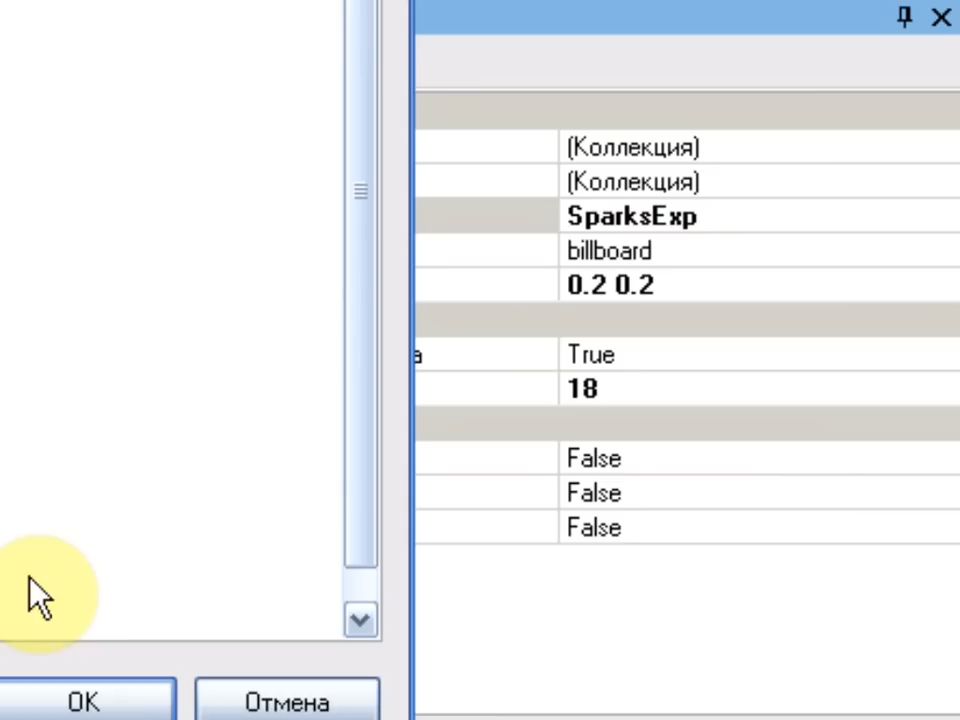 (Коллекция)
(Коллекция)
SparksExp
billboard
0.2 0.2
а
True
18
False
False
False
OK
Отмена